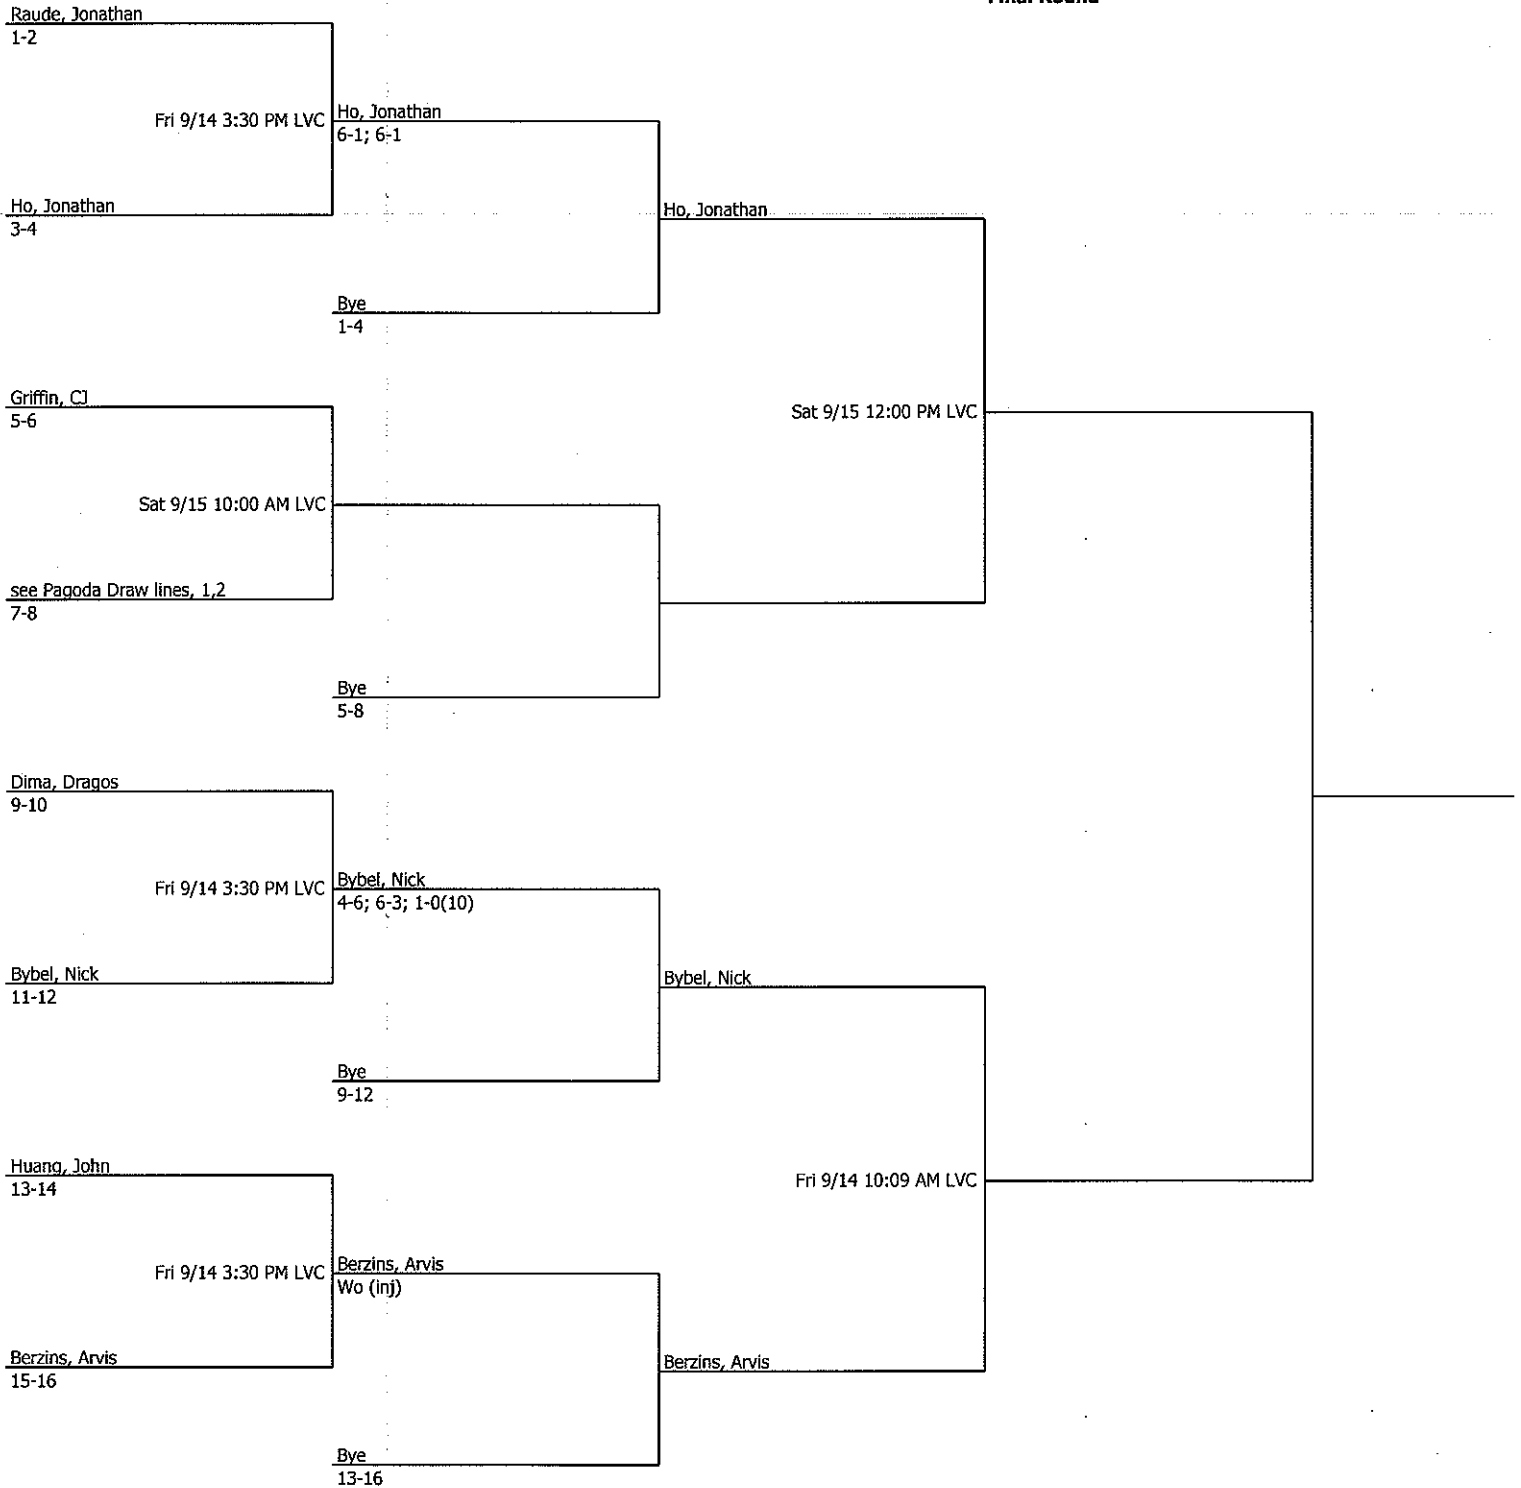 Final Round
Raude, Jonathan
1-2
Fri 9/14 3:30 PM LVC
Ho, Jonathan
6-1; 6-1
Ho, Jonathan
3-4
Ho, Jonathan
Bye
1-4
Griffin, CJ
5-6
Sat 9/15 12:00 PM LVC
Sat 9/15 10:00 AM LVC
see Pagoda Draw lines, 1,2
7-8
Bye
5-8
Dima, Dragos
9-10
Fri 9/14 3:30 PM LVC
Bybel, Nick
4-6; 6-3; 1-0(10)
Bybel, Nick
11-12
Bybel, Nick
Bye
9-12
Huang, John
13-14
Fri 9/14 10:09 AM LVC
Fri 9/14 3:30 PM LVC
Berzins, Arvis
Wo (inj)
Berzins, Arvis
15-16
Berzins, Arvis
Bye
13-16